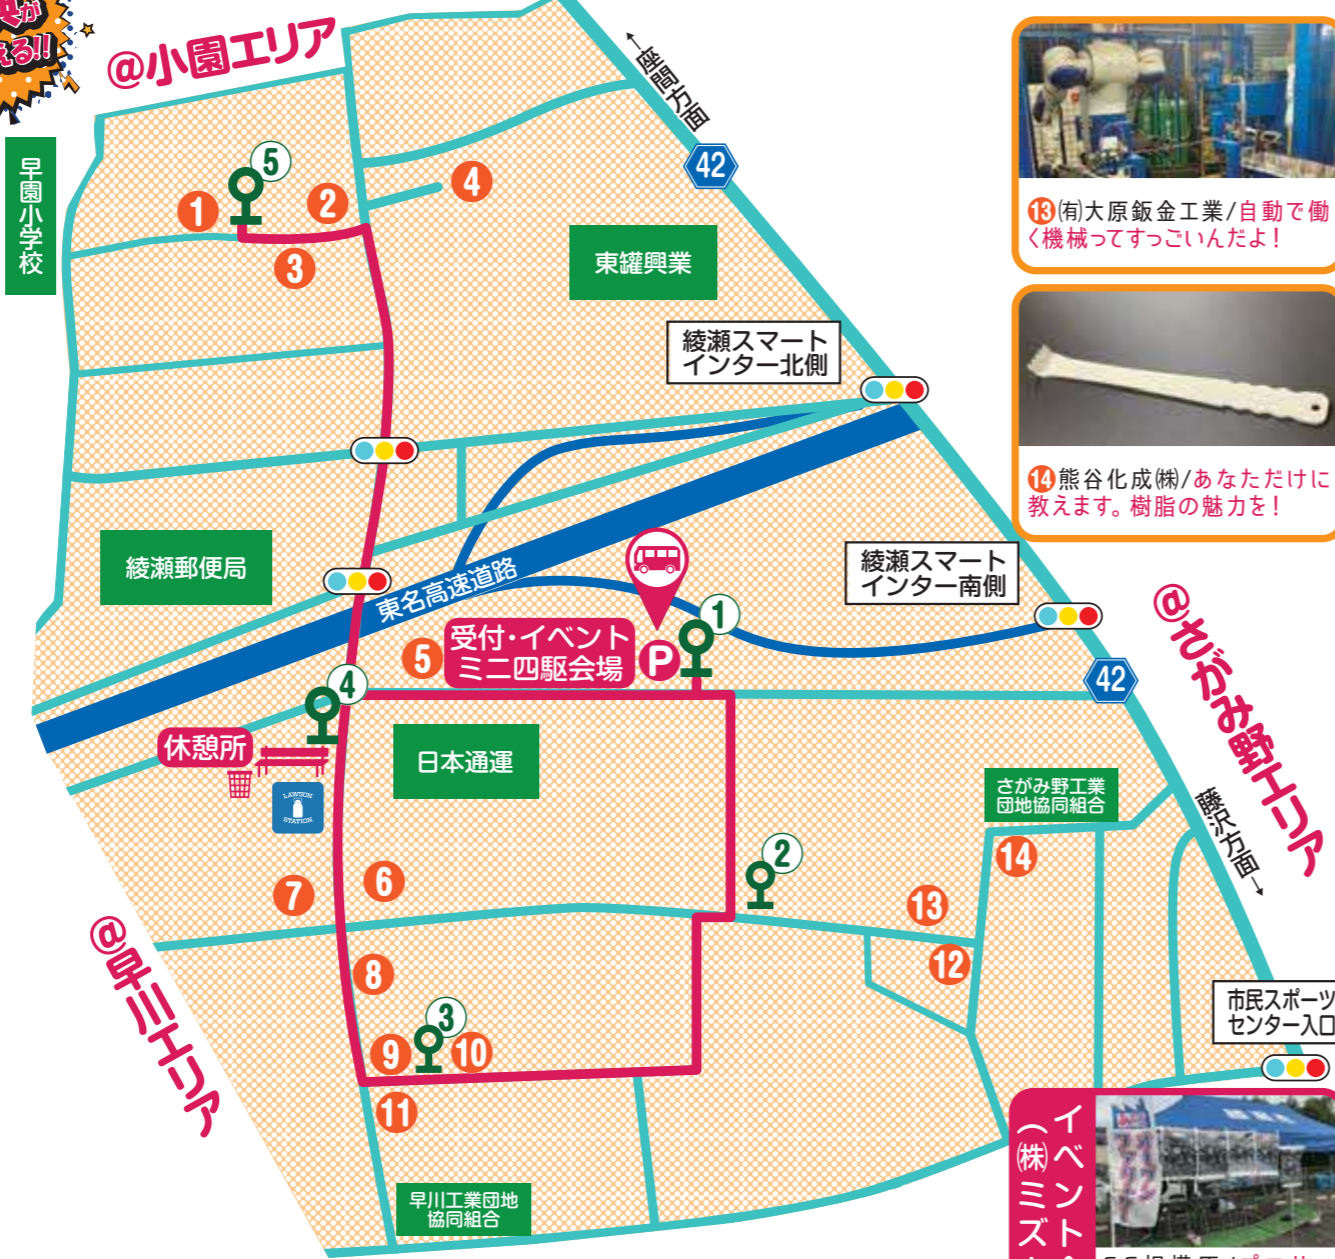 える!!
@小園エリア
←座間方面
42
早園小学校
⑤
①
②
④
③
東罐興業
綾瀬スマート
インター北側
⑬(有)大原鈑金工業/自動で働
く機械ってすっごいんだよ!
⑭熊谷化成(株)/あなただけに
教えます。樹脂の魅力を!
綾瀬郵便局
東名高速道路
綾瀬スマート
インター南側
⑤
受付・イベント
ミニ四駆会場
P
①
42
@さがみ野エリア
④
休憩所
LAWSON
STATION
日本通運
さがみ野工業
団地協同組合
藤沢方面→
⑦
⑥
②
⑬
⑭
⑫
@早川エリア
⑧
⑨
③
⑩
⑪
市民スポーツ
センター入口
早川工業団地
協同組合
イベント
(株)ミズ